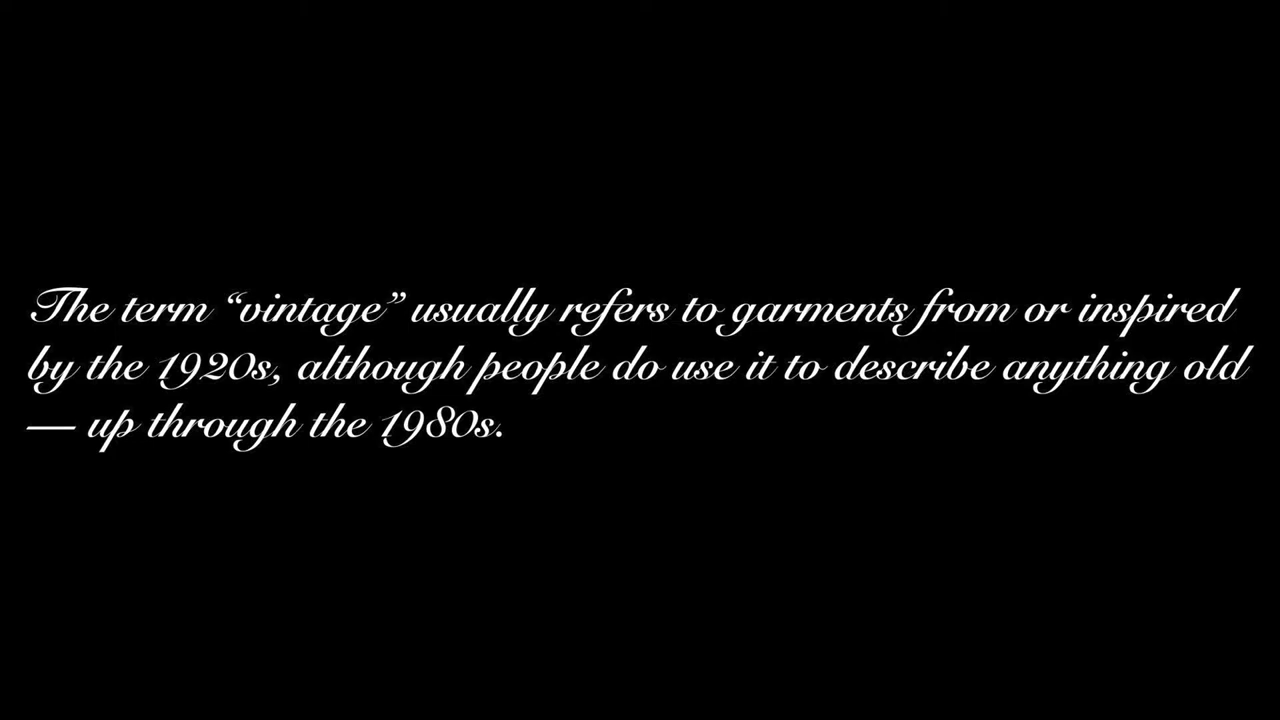 The term “vintage” usually refers to garments from or inspired
by the 1920s, although people do use it to describe anything old
— up through the 1980s.